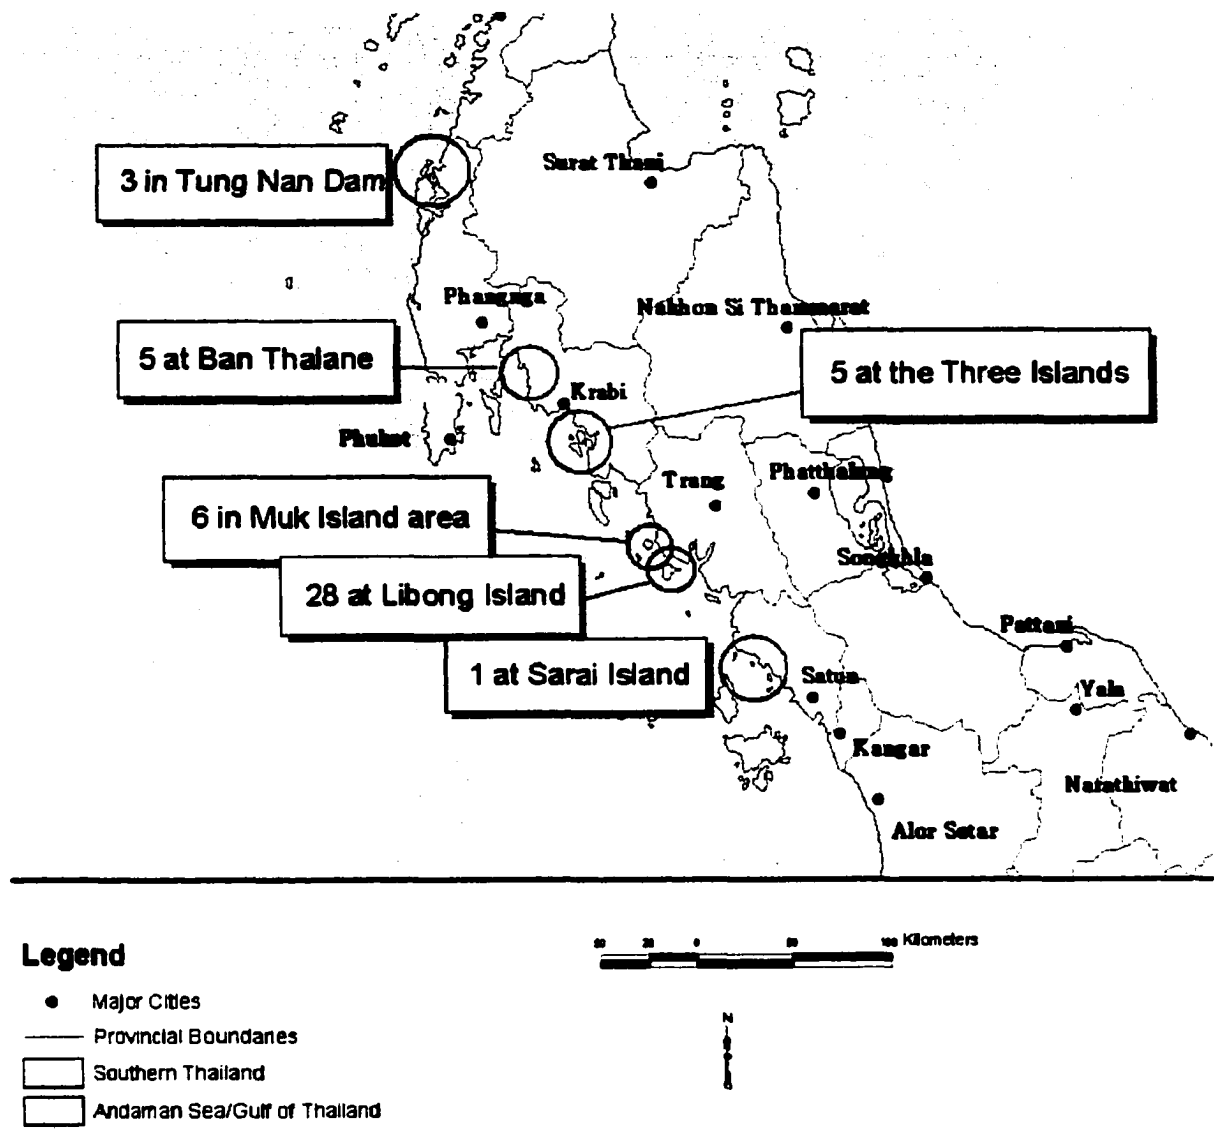 3 in Tung Nan Dam
Surat Thani
Phangnga
Nakhon Si Thammarat
5 at Ban Thalane
5 at the Three Islands
Krabi
Phuket
Trang
Phatthalung
6 in Muk Island area
Songkhla
28 at Libong Island
Pattani
1 at Sarai Island
Satun
Yala
Kangar
Narathiwat
Alor Setar
Legend
0 50 100 Kilometers
Major Cities
Provincial Boundaries
Southern Thailand
Andaman Sea/Gulf of Thailand
N